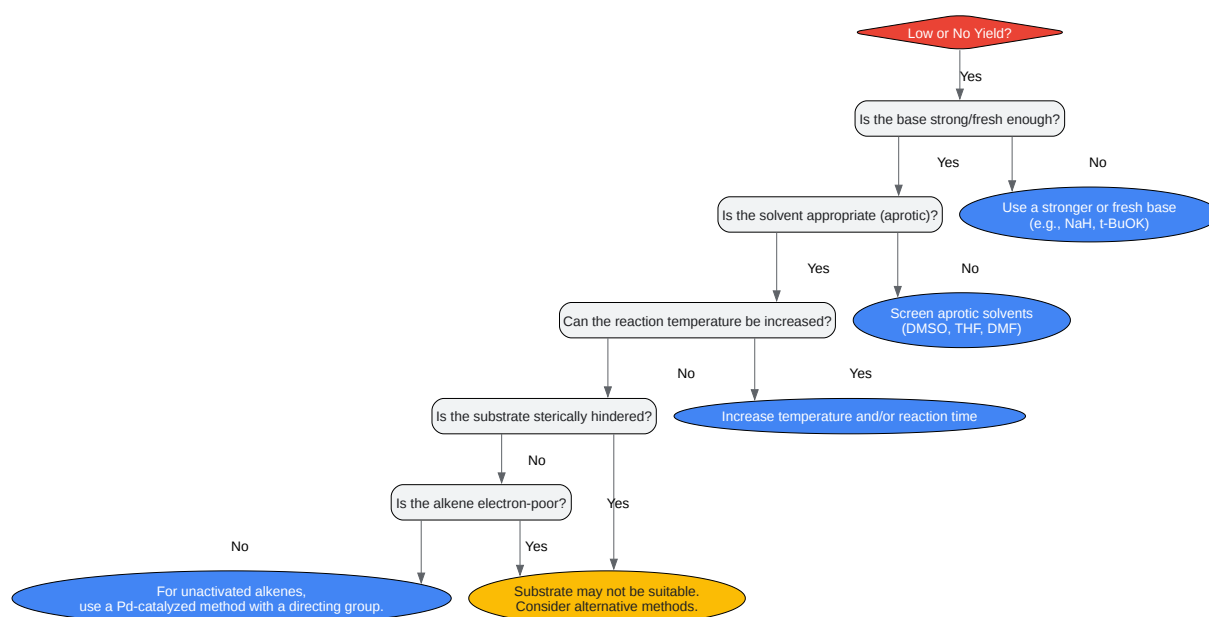 Low or No Yield?
Yes
Is the base strong/fresh enough?
Yes
No
Is the solvent appropriate (aprotic)?
Use a stronger or fresh base
(e.g., NaH, t-BuOK)
Yes
No
Can the reaction temperature be increased?
Screen aprotic solvents
(DMSO, THF, DMF)
No
Yes
Is the substrate sterically hindered?
Increase temperature and/or reaction time
No
Is the alkene electron-poor?
Yes
No
Yes
For unactivated alkenes,
use a Pd-catalyzed method with a directing group.
Substrate may not be suitable.
Consider alternative methods.